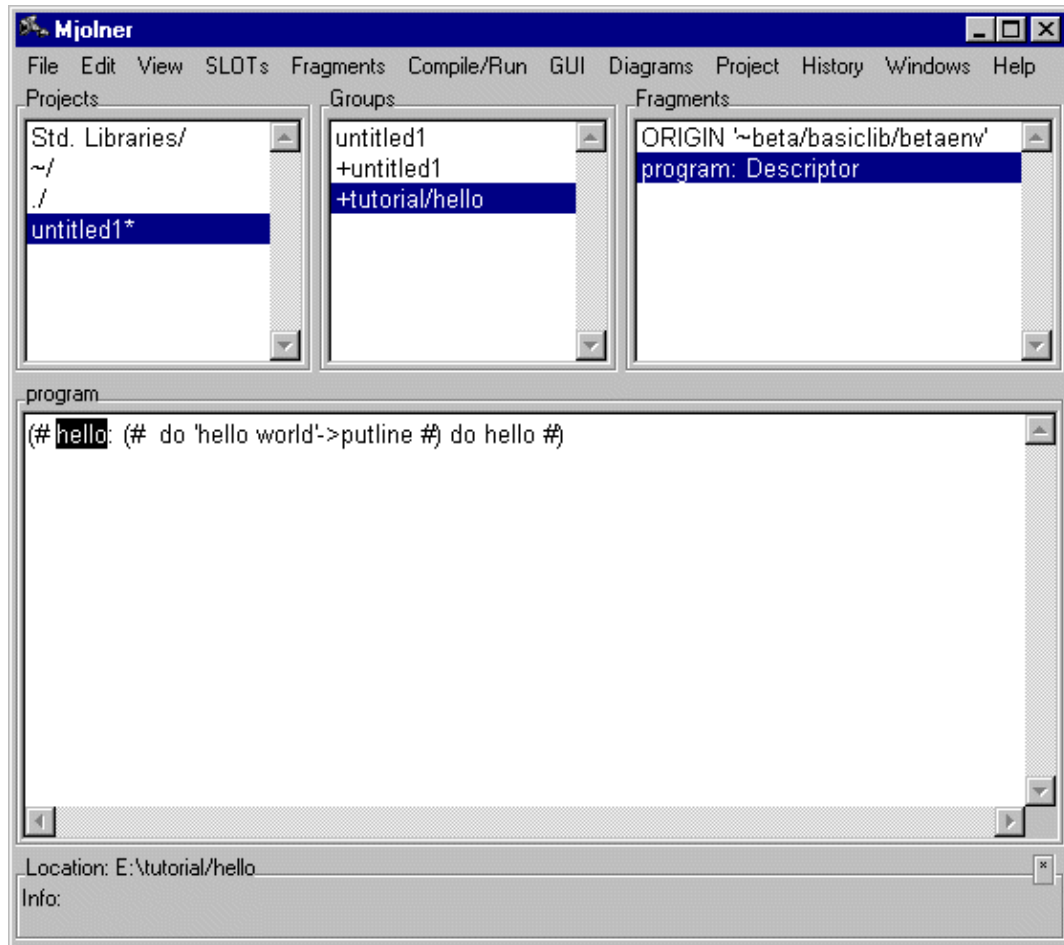 Mjolner
File Edit View SLOTs Fragments Compile/Run GUI Diagrams Project History Windows Help
Projects
Std. Libraries/
~/
./
untitled1*
Groups
untitled1
+untitled1
+tutorial/hello
Fragments
ORIGIN '~beta/basiclib/betaenv'
program: Descriptor
program
(# hello: (# do 'hello world'->putline #) do hello #)
Location: E:\tutorial/hello
Info: